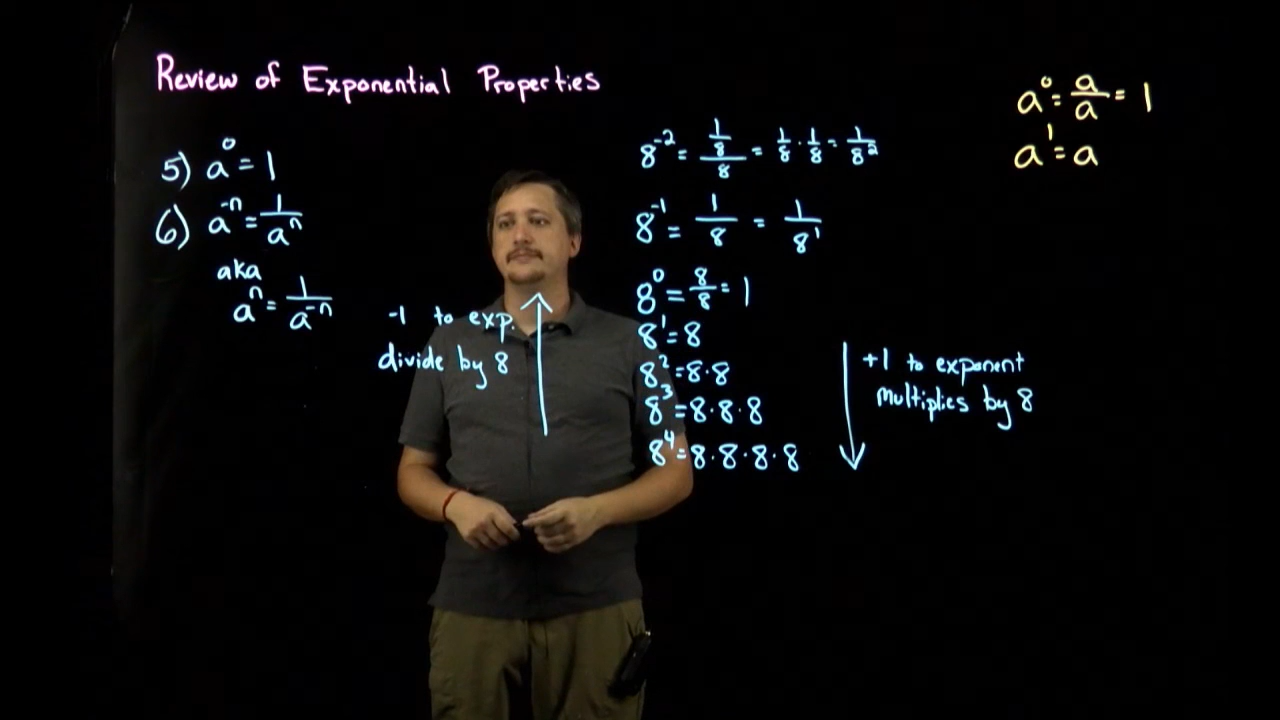 Review of Exponential Properties
5) a⁰ = 1
6) a⁻ⁿ = 1/aⁿ
aka
aⁿ = 1/a⁻ⁿ
-1 to exp.
divide by 8
8⁻² = (1/8)/8 = 1/8 · 1/8 = 1/8²
8⁻¹ = 1/8 = 1/8¹
8⁰ = 8/8 = 1
8¹ = 8
8² = 8·8
8³ = 8·8·8
8⁴ = 8·8·8·8
+1 to exponent
multiplies by 8
a⁰ = a/a = 1
a¹ = a